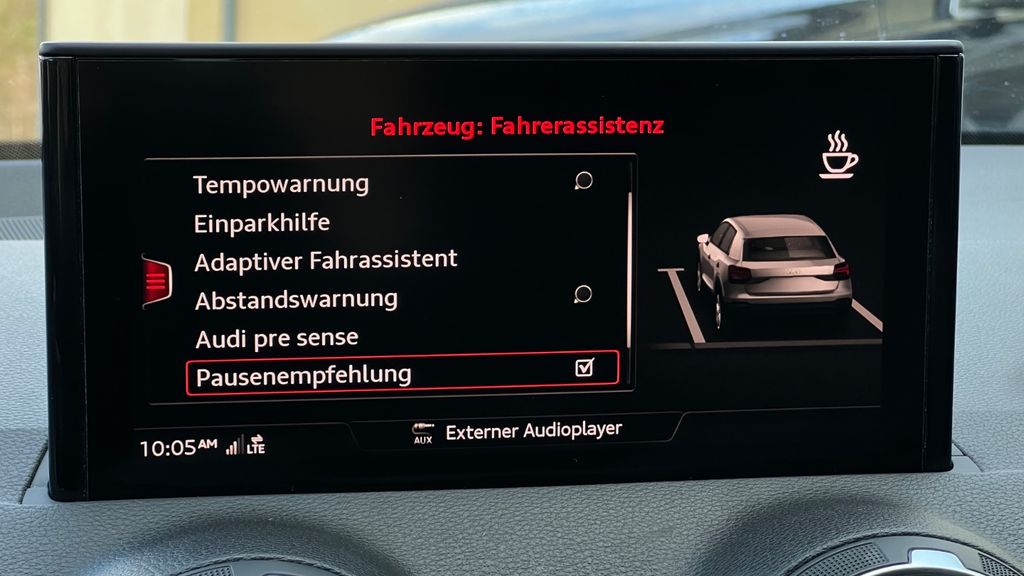 Fahrzeug: Fahrerassistenz
Tempowarnung
Einparkhilfe
Adaptiver Fahrassistent
Abstandswarnung
Audi pre sense
Pausenempfehlung
10:05AM LTE
AUX Externer Audioplayer